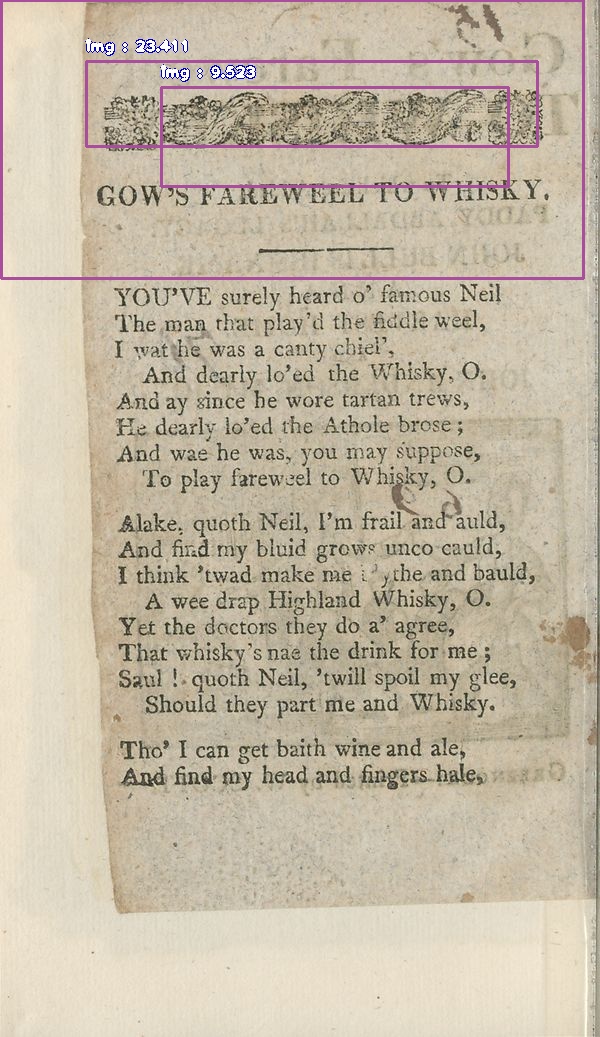 img : 23.411
img : 9.523
GOW'S FAREWEEL TO WHISKY.
YOU'VE surely heard o' famous Neil
The man that play'd the fiddle weel,
I wat he was a canty chiel',
And dearly lo'ed the Whisky, O.
And ay since he wore tartan trews,
He dearly lo'ed the Athole brose;
And wae he was, you may suppose,
To play fareweel to Whisky, O.
Alake, quoth Neil, I'm frail and auld,
And find my bluid grows unco cauld,
I think 'twad make me blythe and bauld,
A wee drap Highland Whisky, O.
Yet the doctors they do a' agree,
That whisky's nae the drink for me;
Saul! quoth Neil, 'twill spoil my glee,
Should they part me and Whisky.
Tho' I can get baith wine and ale,
And find my head and fingers hale,